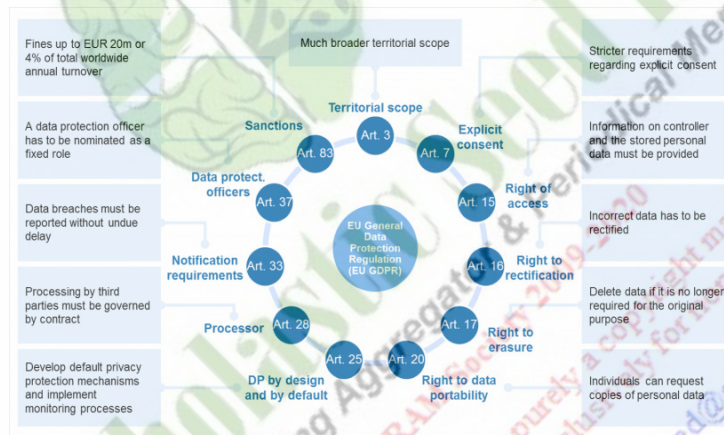 Fines up to EUR 20m or
4% of total worldwide
annual turnover
Much broader territorial scope
Stricter requirements
regarding explicit consent
A data protection officer
has to be nominated as a
fixed role
Information on controller
and the stored personal
data must be provided
Data breaches must be
reported without undue
delay
Incorrect data has to be
rectified
Processing by third
parties must be governed
by contract
Delete data if it is no longer
required for the original
purpose
Develop default privacy
protection mechanisms
and implement
monitoring processes
Individuals can request
copies of personal data
Territorial scope
Art. 3
Explicit
consent
Art. 7
Right of
access
Art. 15
Right to
rectification
Art. 16
Right to
erasure
Art. 17
Right to data
portability
Art. 20
DP by design
and by default
Art. 25
Processor
Art. 28
Notification
requirements
Art. 33
Data protect.
officers
Art. 37
Sanctions
Art. 83
EU General
Data
Protection
Regulation
(EU GDPR)
Aggregator & Periodical
Society 2019-2020
purely a copyright